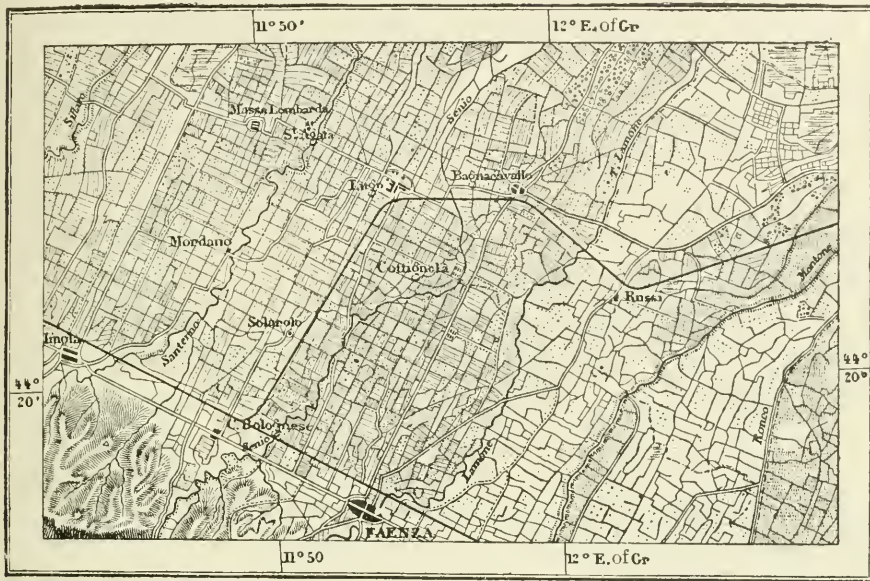 11° 50' 12° E. of Gr
Sillaro
Massa Lombarda
St Agata
Senio
Lugo
Bagnacavallo
T. Lamone
Mordano
Cotignola
Montone
Russi
Solarolo
Santerno
Imola
44° 20'
44° 20'
C. Bolognese
Senio
Lamone
Ronco
FAENZA
11° 50 12° E. of Gr